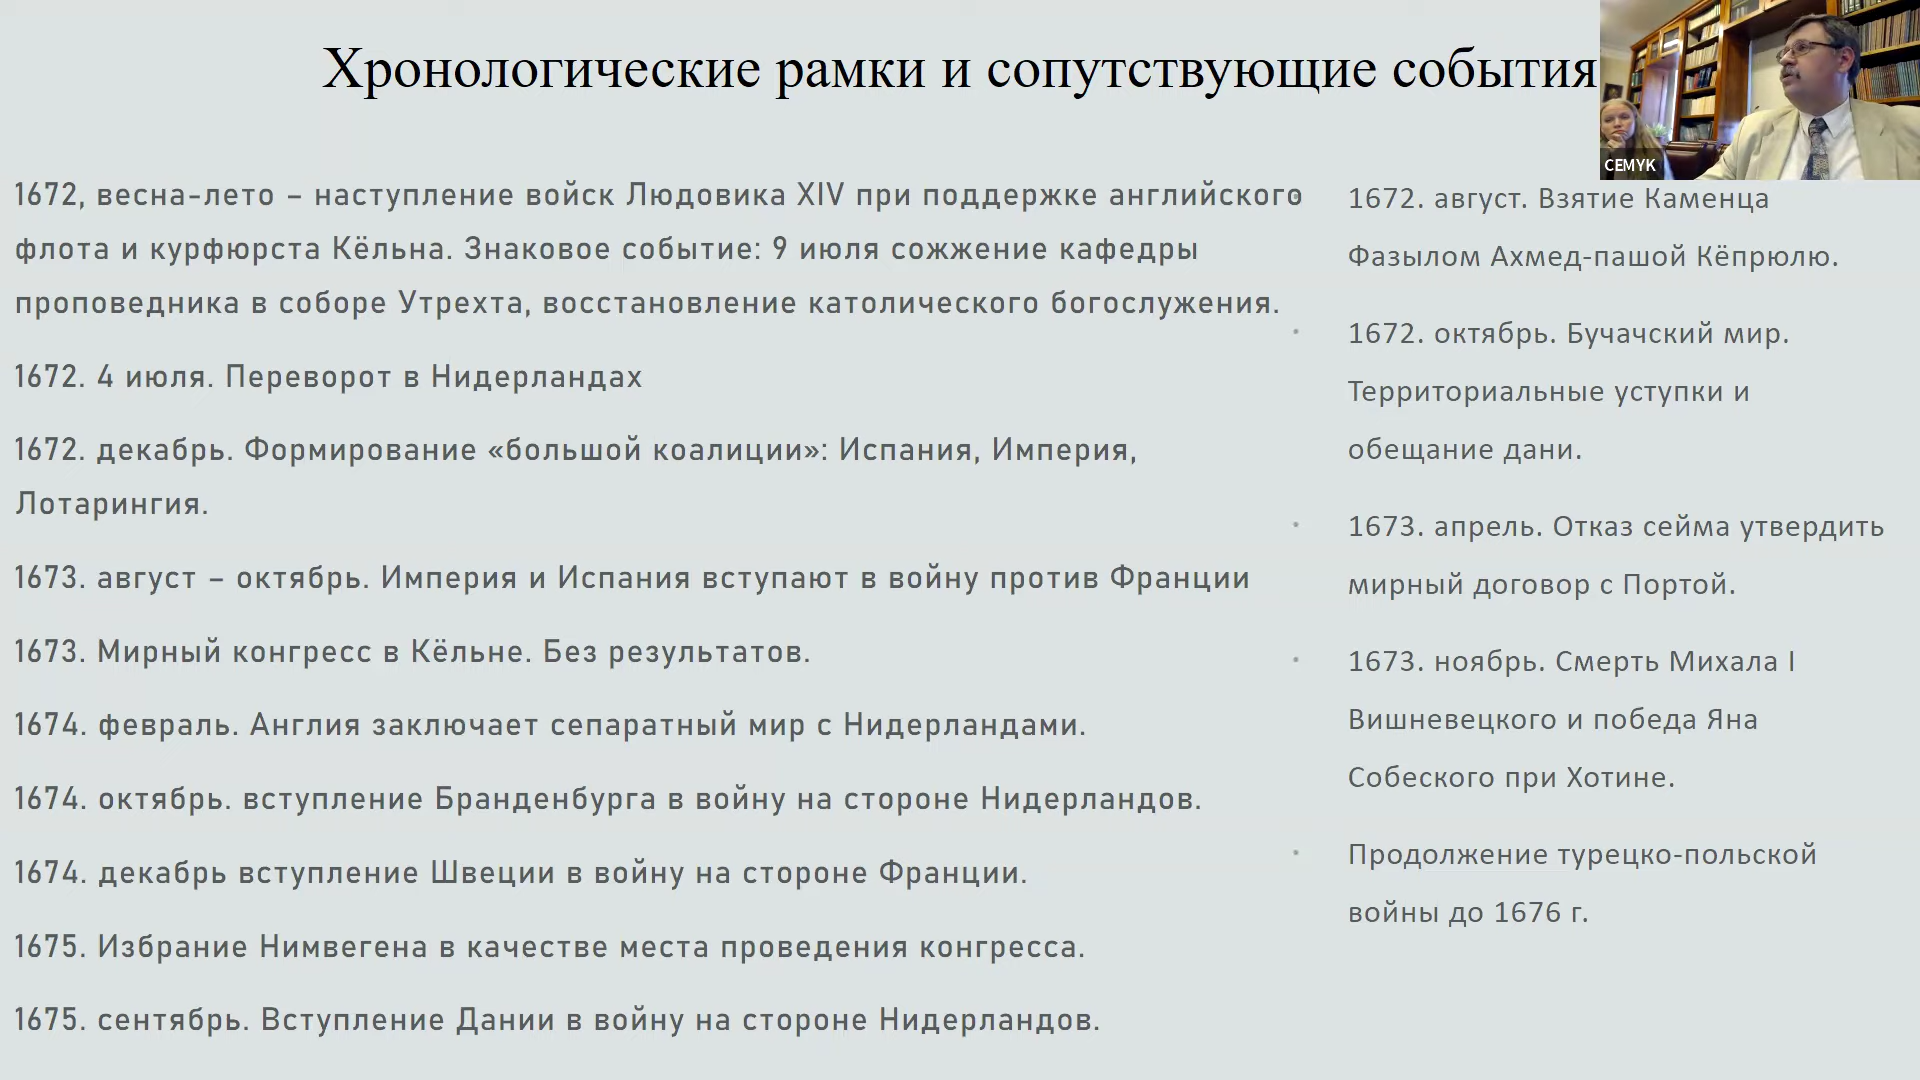 Хронологические рамки и сопутствующие события
CEMYK
1672, весна-лето – наступление войск Людовика XIV при поддержке английского
флота и курфюрста Кёльна. Знаковое событие: 9 июля сожжение кафедры
проповедника в соборе Утрехта, восстановление католического богослужения.
1672. 4 июля. Переворот в Нидерландах
1672. декабрь. Формирование «большой коалиции»: Испания, Империя,
Лотарингия.
1673. август – октябрь. Империя и Испания вступают в войну против Франции
1673. Мирный конгресс в Кёльне. Без результатов.
1674. февраль. Англия заключает сепаратный мир с Нидерландами.
1674. октябрь. вступление Бранденбурга в войну на стороне Нидерландов.
1674. декабрь вступление Швеции в войну на стороне Франции.
1675. Избрание Нимвегена в качестве места проведения конгресса.
1675. сентябрь. Вступление Дании в войну на стороне Нидерландов.
• 1672. август. Взятие Каменца
Фазылом Ахмед-пашой Кёпрюлю.
• 1672. октябрь. Бучачский мир.
Территориальные уступки и
обещание дани.
• 1673. апрель. Отказ сейма утвердить
мирный договор с Портой.
• 1673. ноябрь. Смерть Михала I
Вишневецкого и победа Яна
Собеского при Хотине.
• Продолжение турецко-польской
войны до 1676 г.